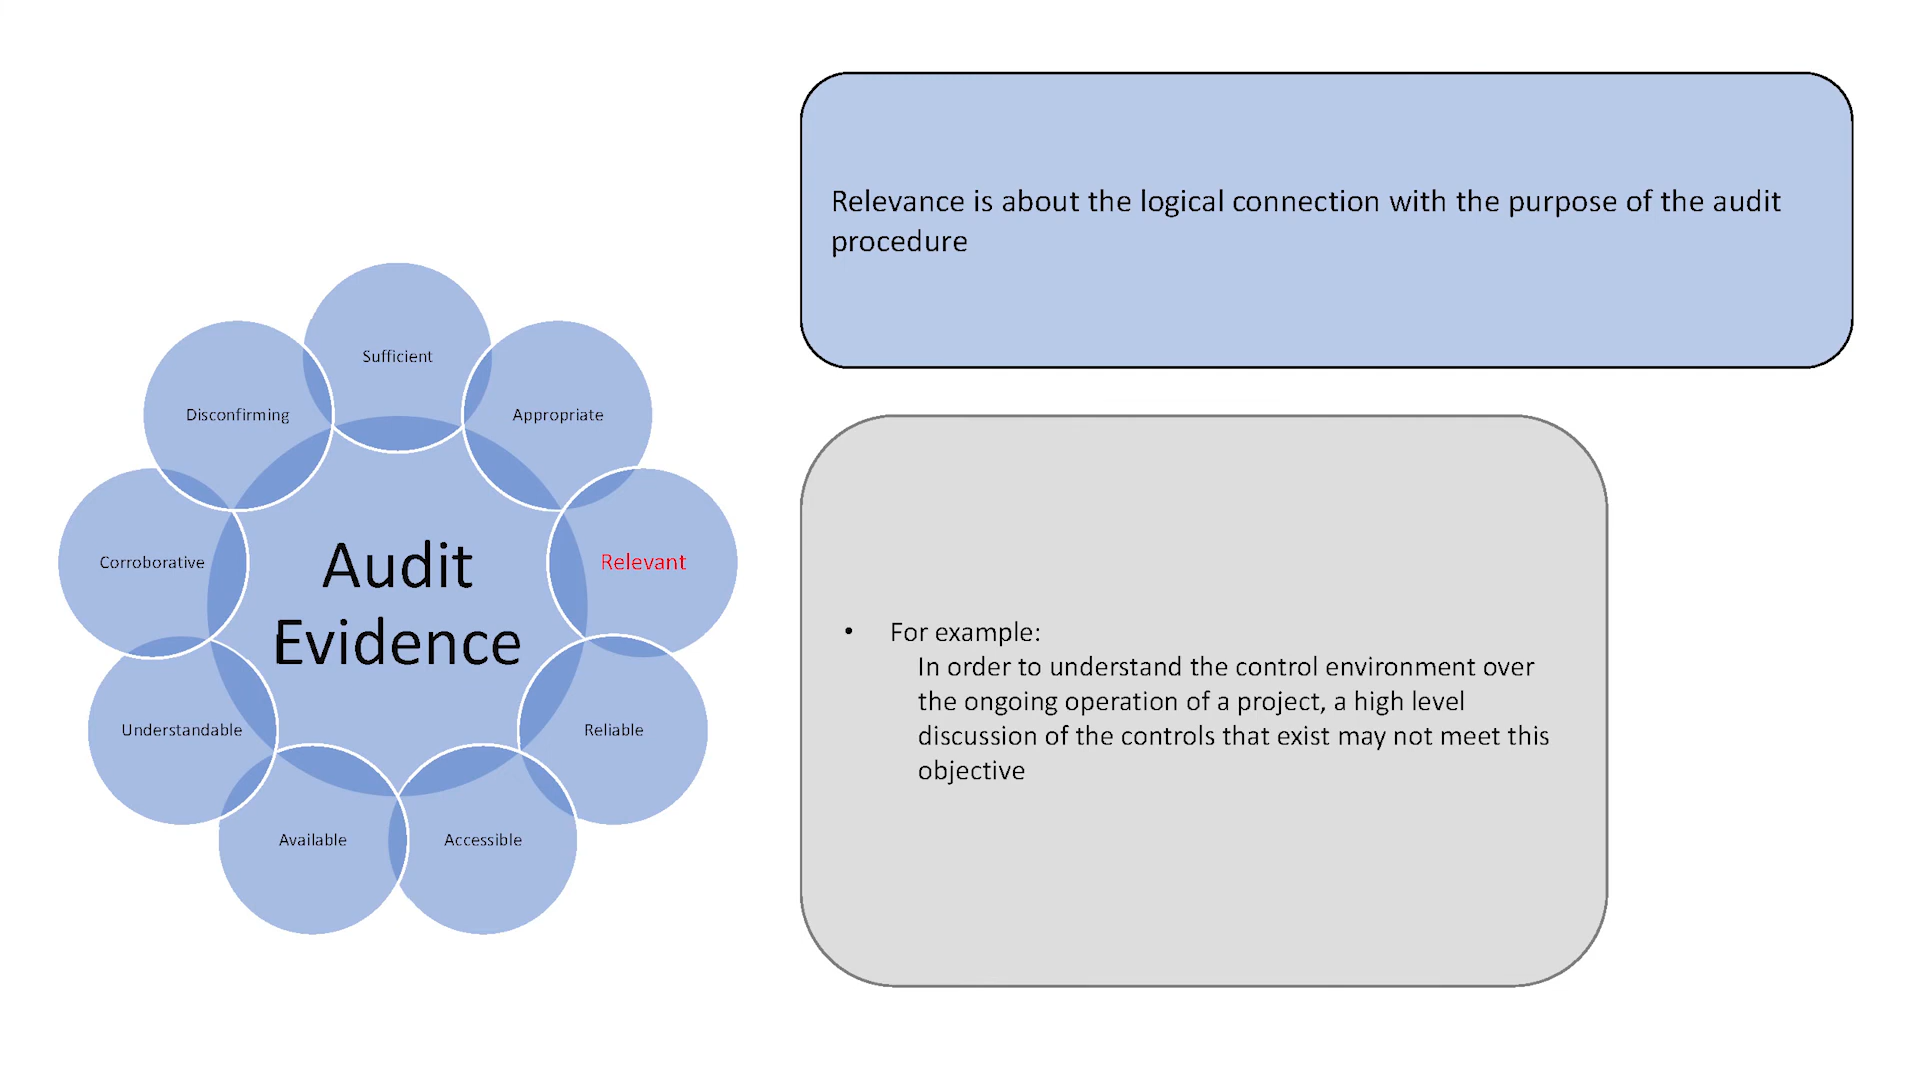 Relevance is about the logical connection with the purpose of the audit
procedure
Sufficient
Disconfirming
Appropriate
Corroborative
Relevant
Audit
Evidence
Understandable
Reliable
Available
Accessible
• For example:
In order to understand the control environment over
the ongoing operation of a project, a high level
discussion of the controls that exist may not meet this
objective